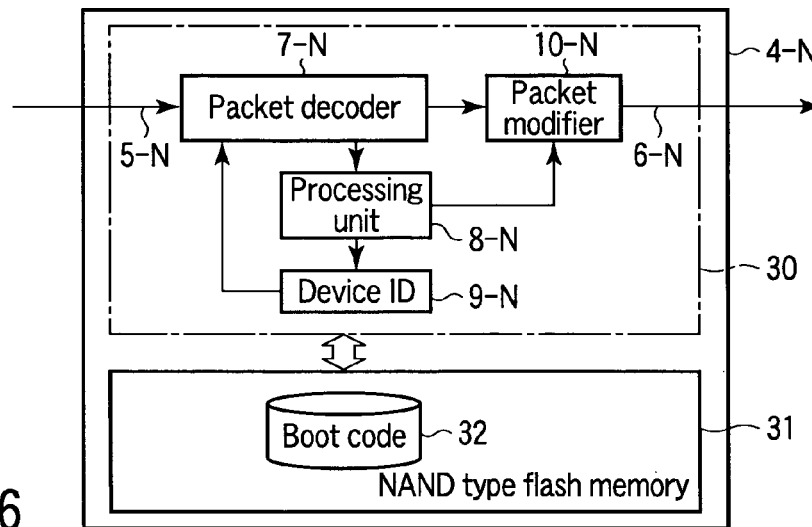 7-N
10-N
4-N
Packet decoder
Packet
modifier
5-N
6-N
Processing
unit
8-N
30
Device ID
9-N
Boot code
32
31
NAND type flash memory
6